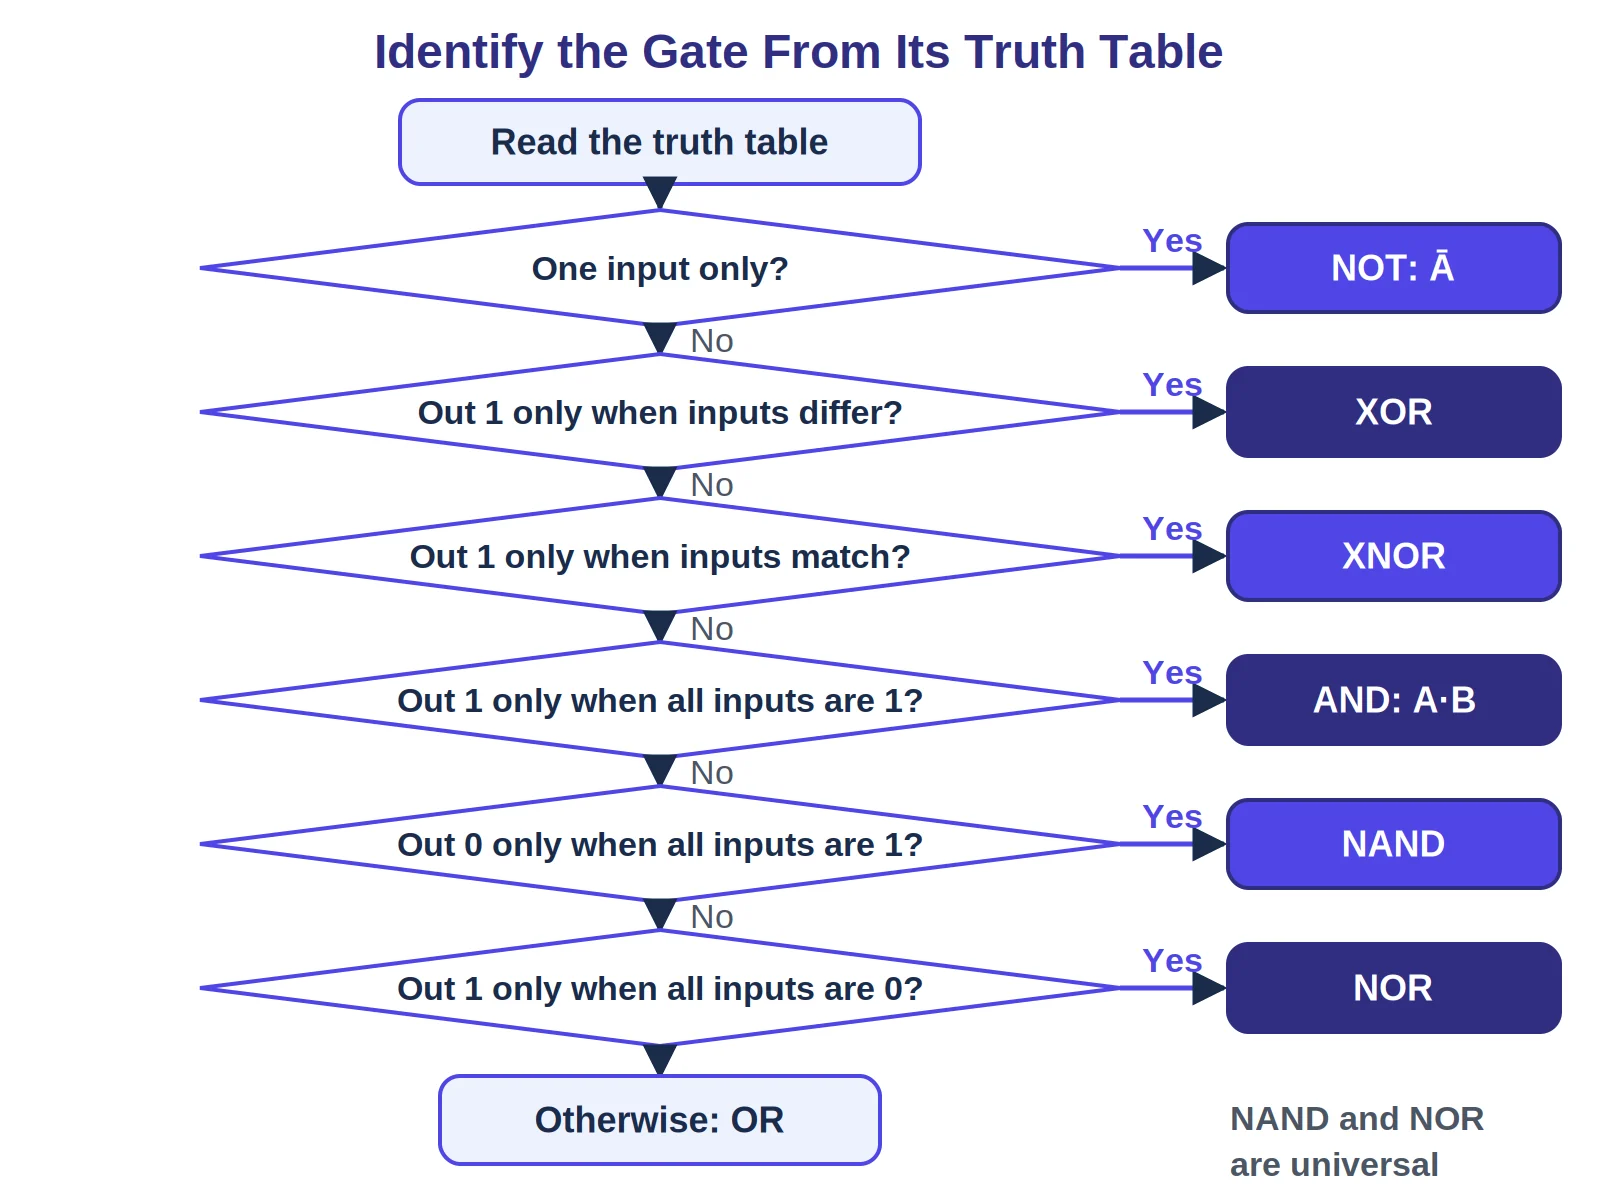 Identify the Gate From Its Truth Table
Read the truth table
One input only?
Yes
NOT: Ā
No
Out 1 only when inputs differ?
Yes
XOR
No
Out 1 only when inputs match?
Yes
XNOR
No
Out 1 only when all inputs are 1?
Yes
AND: A·B
No
Out 0 only when all inputs are 1?
Yes
NAND
No
Out 1 only when all inputs are 0?
Yes
NOR
Otherwise: OR
NAND and NOR
are universal